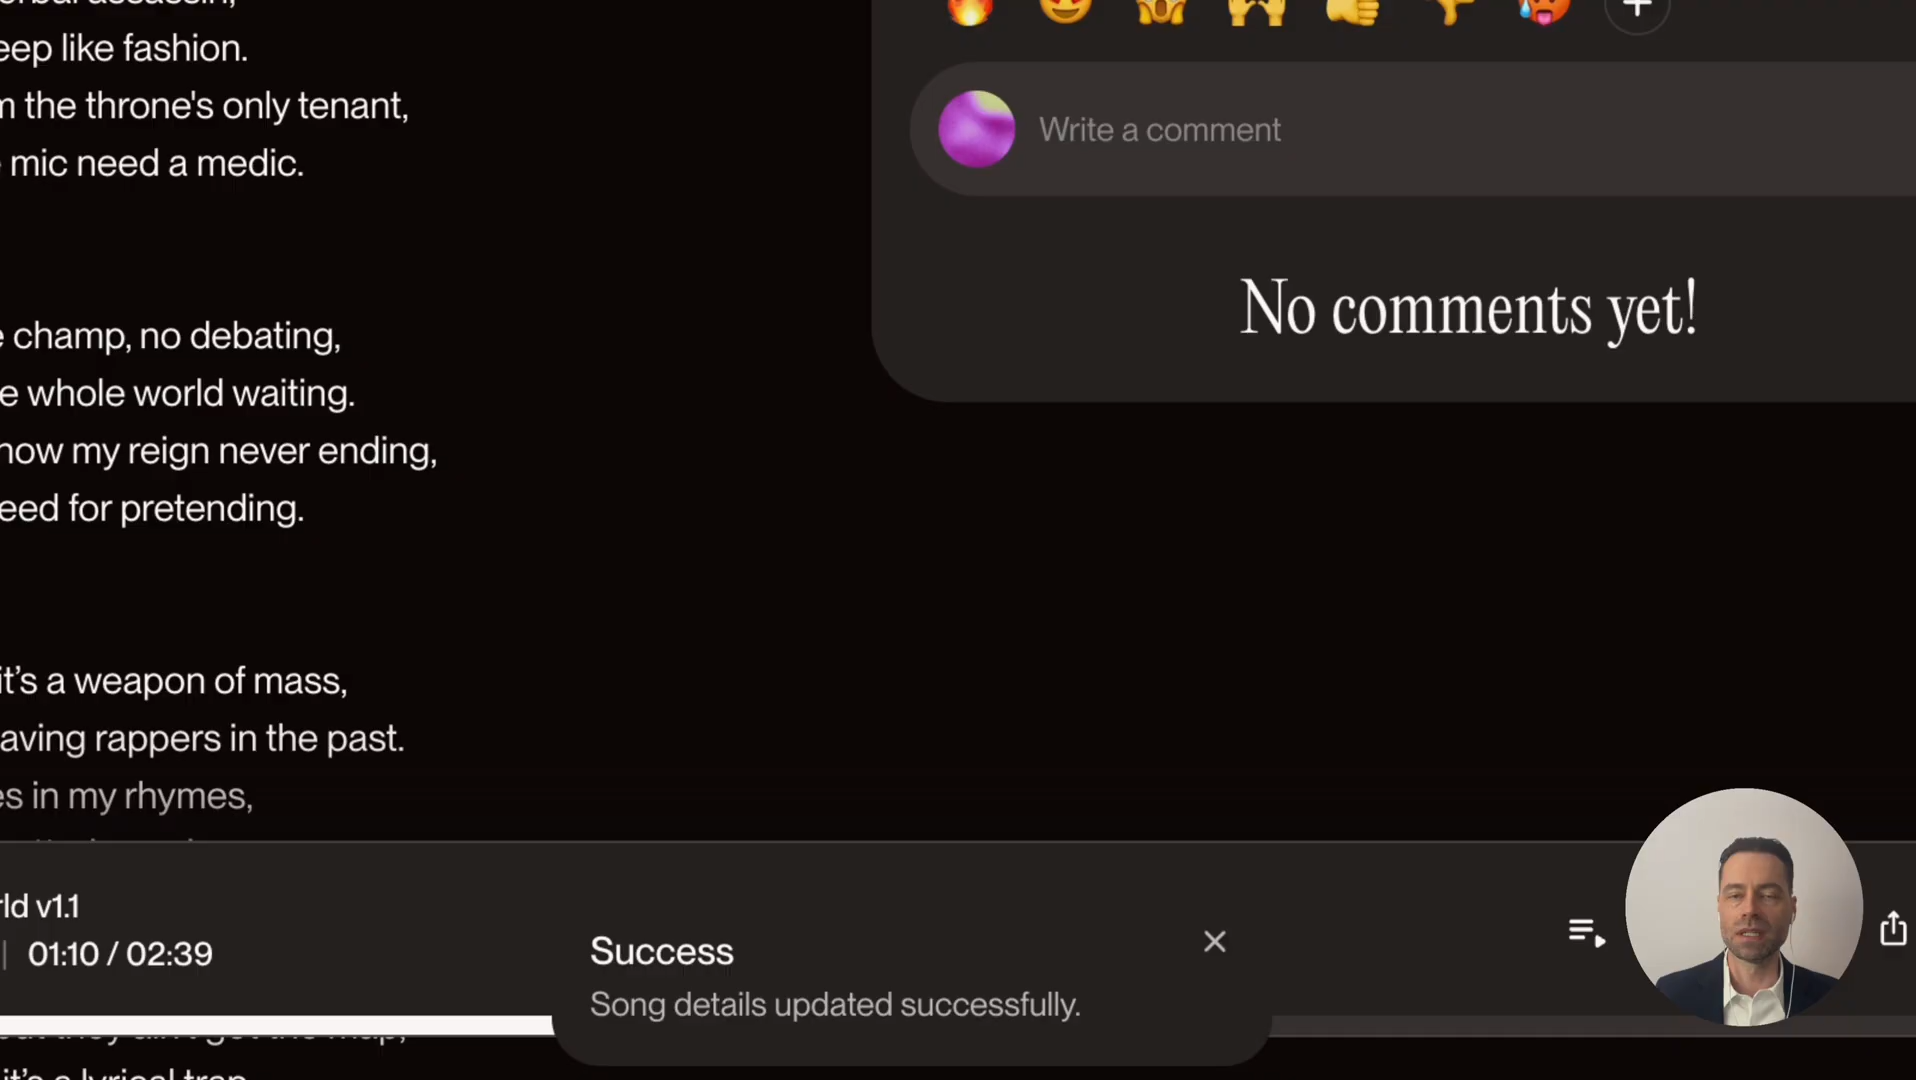 eep like fashion.
the throne's only tenant,
mic need a medic.
champ, no debating,
whole world waiting.
my reign never ending,
eed for pretending.
it’s a weapon of mass,
aving rappers in the past.
es in my rhymes,
Write a comment
No comments yet!
v1.1
01:10 / 02:39
Success
Song details updated successfully.